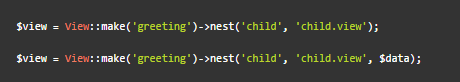 $view = View::make('greeting')->nest('child', 'child.view');
$view = View::make('greeting')->nest('child', 'child.view', $data);